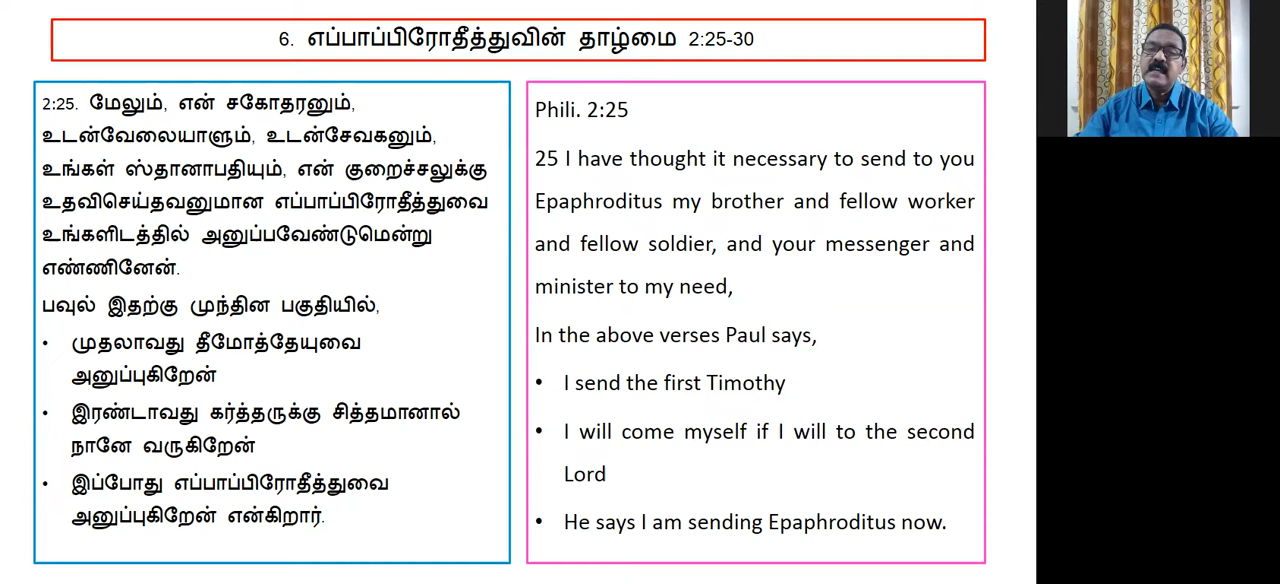 6. எப்பாப்பிரோதீத்துவின் தாழ்மை 2:25-30
2:25. மேலும், என் சகோதரனும்,
உடன்வேலையாளும், உடன்சேவகனும்,
உங்கள் ஸ்தானாபதியும், என் குறைச்சலுக்கு
உதவிசெய்தவனுமான எப்பாப்பிரோதீத்துவை
உங்களிடத்தில் அனுப்பவேண்டுமென்று
எண்ணினேன்.
பவுல் இதற்கு முந்தின பகுதியில்,
• முதலாவது தீமோத்தேயுவை
அனுப்புகிறேன்
• இரண்டாவது கர்த்தருக்கு சித்தமானால்
நானே வருகிறேன்
• இப்போது எப்பாப்பிரோதீத்துவை
அனுப்புகிறேன் என்கிறார்.
Phili. 2:25
25 I have thought it necessary to send to you
Epaphroditus my brother and fellow worker
and fellow soldier, and your messenger and
minister to my need,
In the above verses Paul says,
• I send the first Timothy
• I will come myself if I will to the second
Lord
• He says I am sending Epaphroditus now.